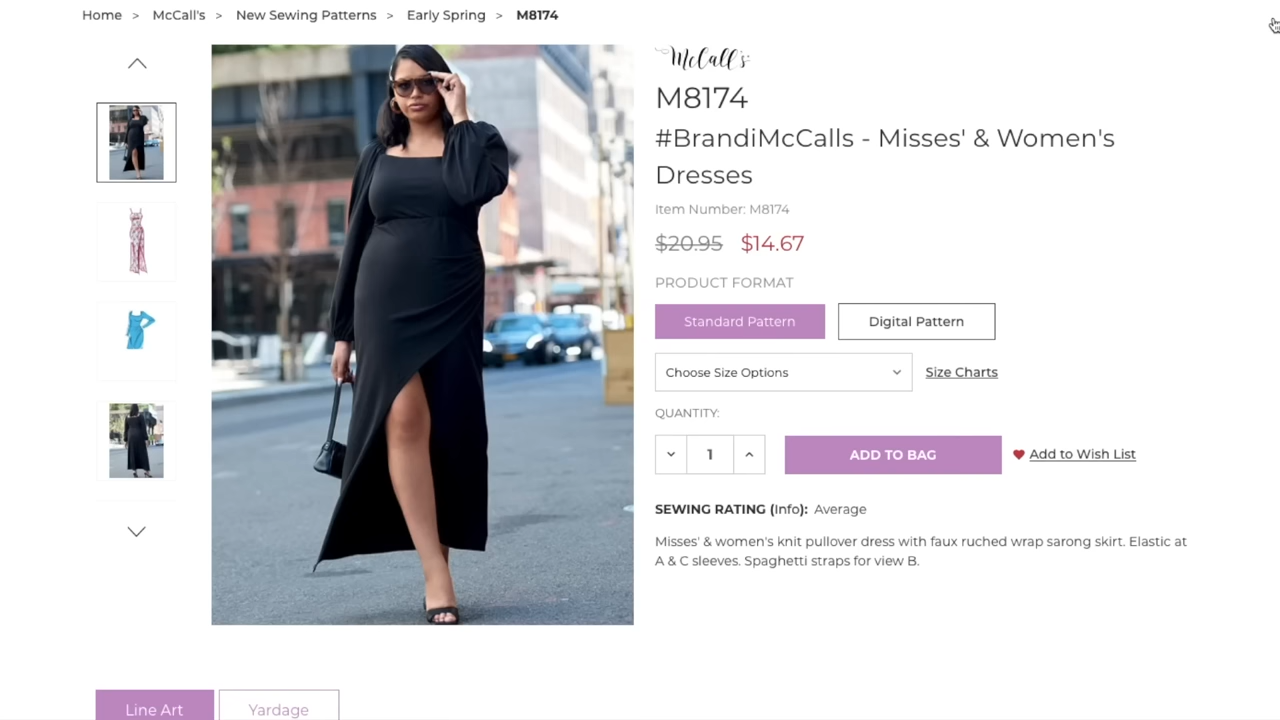 Home > McCall's > New Sewing Patterns > Early Spring > M8174
McCall's
M8174
#BrandiMcCalls - Misses' & Women's
Dresses
Item Number: M8174
$20.95 $14.67
PRODUCT FORMAT
Standard Pattern Digital Pattern
Choose Size Options Size Charts
QUANTITY:
1 ADD TO BAG Add to Wish List
SEWING RATING (Info): Average
Misses' & women's knit pullover dress with faux ruched wrap sarong skirt. Elastic at
A & C sleeves. Spaghetti straps for view B.
Line Art Yardage